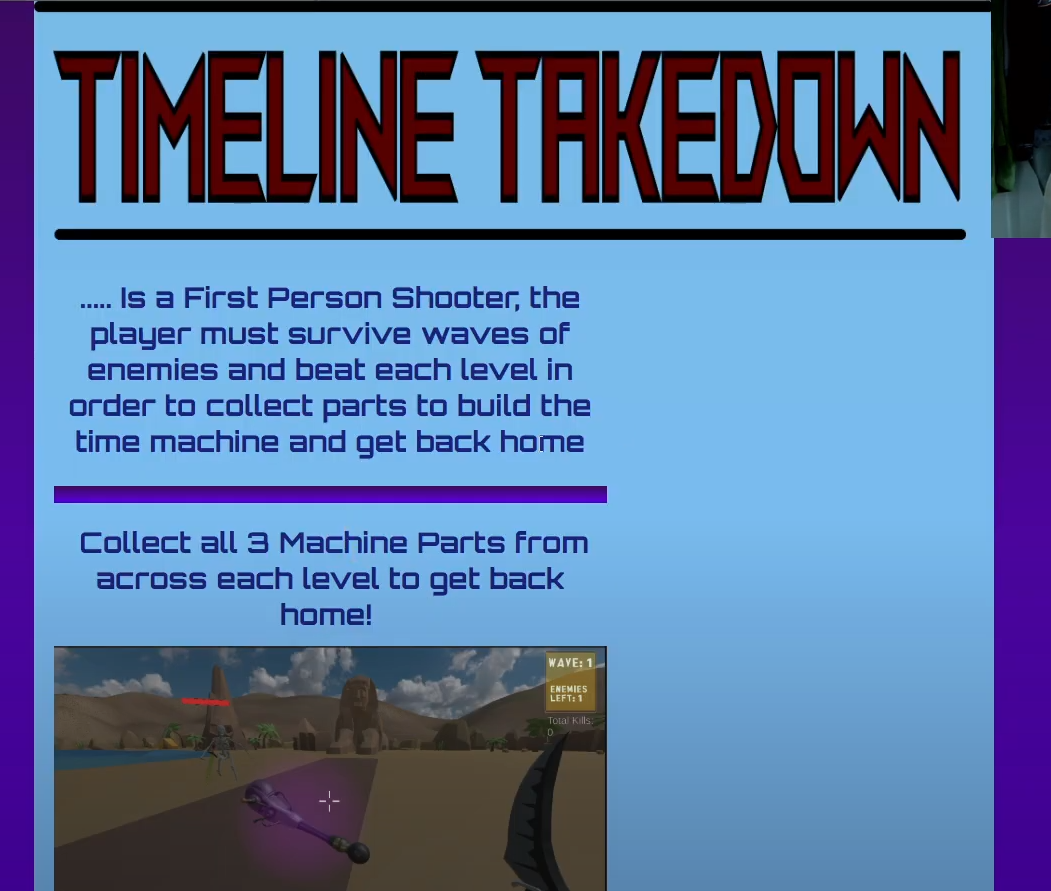 TIMELINE TAKEDOWN
..... Is a First Person Shooter, the
player must survive waves of
enemies and beat each level in
order to collect parts to build the
time machine and get back home
Collect all 3 Machine Parts from
across each level to get back
home!
WAVE: 1
ENEMIES
LEFT: 1
Total Kills:
0